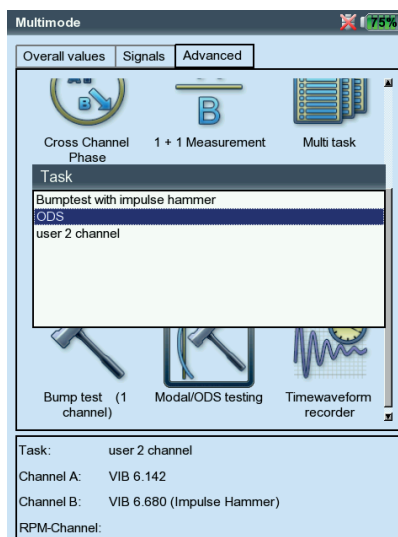 Multimode
75%
Overall values Signals Advanced
B
B
Cross Channel
Phase
1 + 1 Measurement
Multi task
Task
Bumptest with impulse hammer
ODS
user 2 channel
Bump test (1
channel)
Modal/ODS testing
Timewaveform
recorder
Task: user 2 channel
Channel A: VIB 6.142
Channel B: VIB 6.680 (Impulse Hammer)
RPM-Channel: